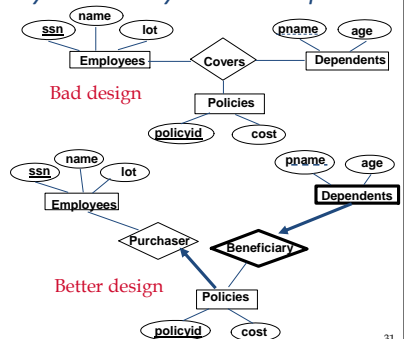 name
ssn
lot
pname
age
Employees
Covers
Dependents
Bad design
Policies
policyid
cost
name
ssn
lot
pname
age
Employees
Dependents
Purchaser
Beneficiary
Better design
Policies
policyid
cost
31